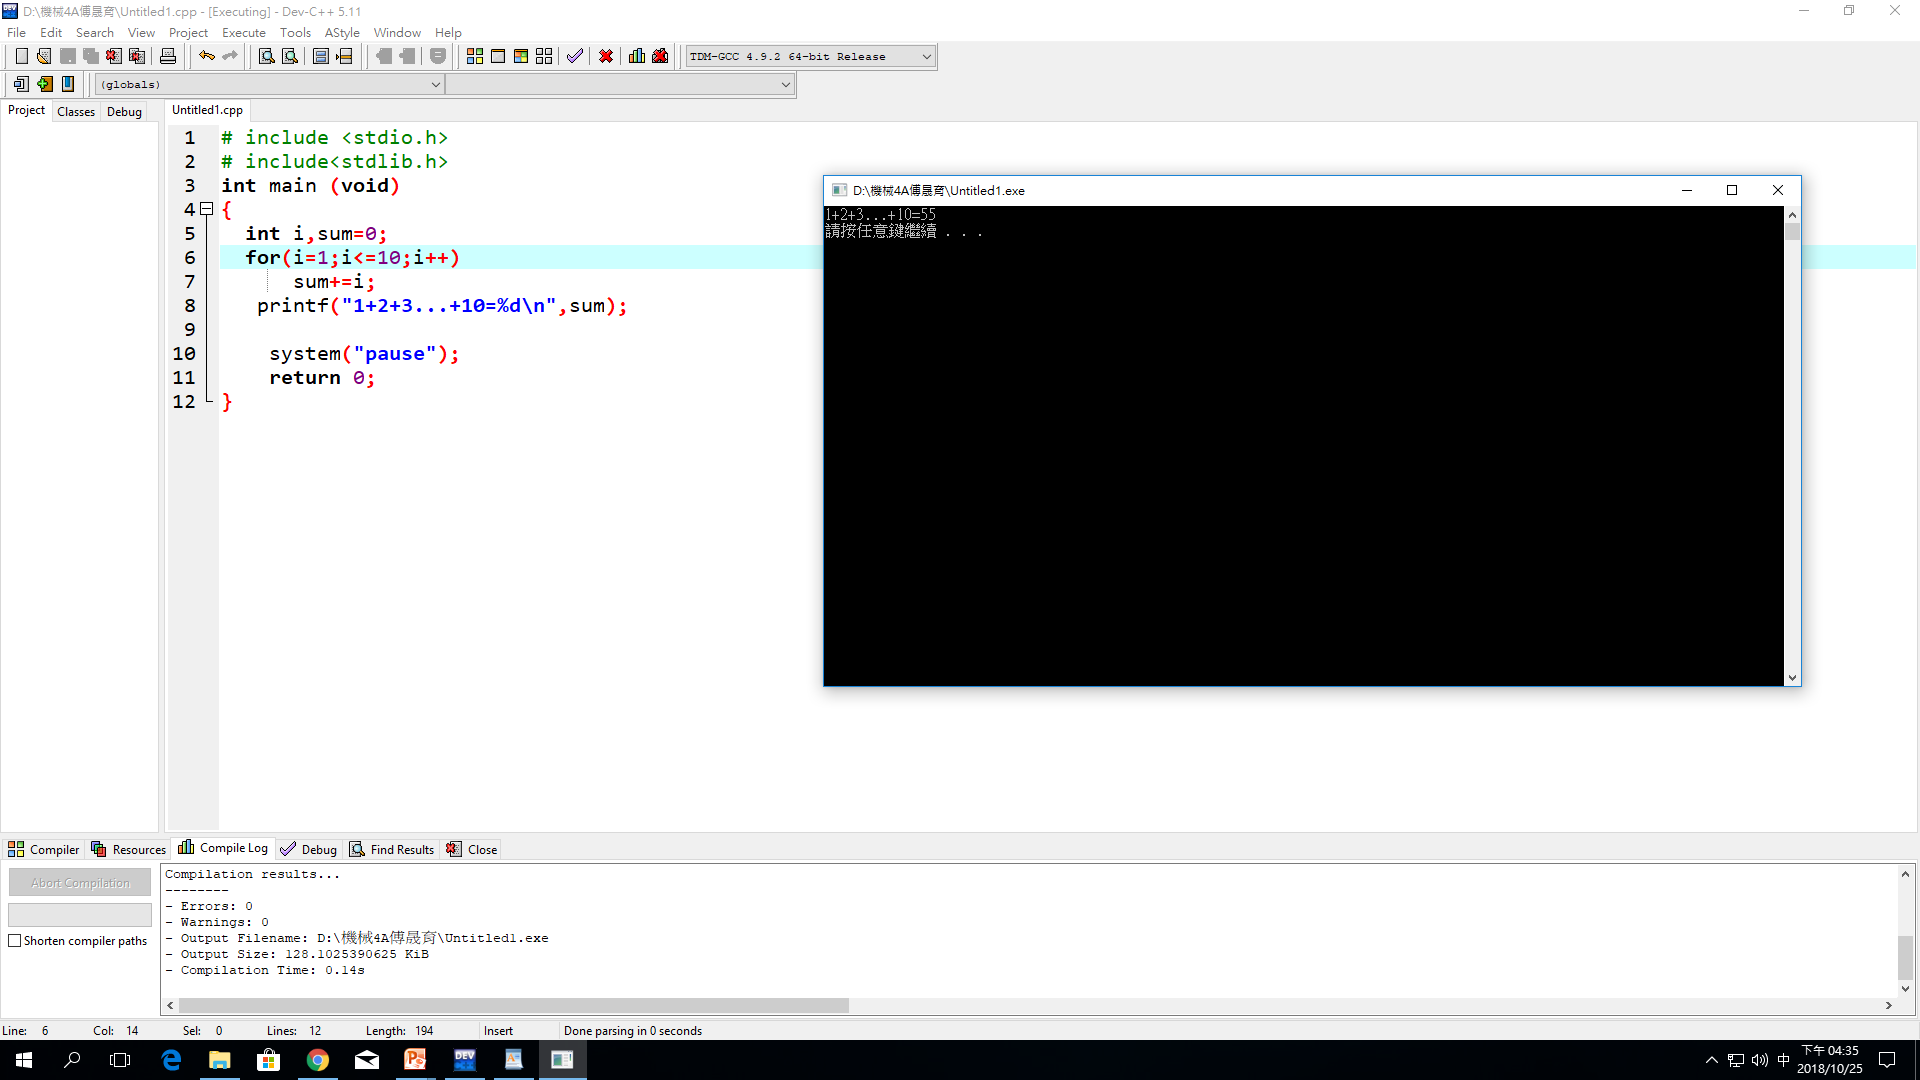 D:\機械4A傅晟育\Untitled1.cpp - [Executing] - Dev-C++ 5.11
File Edit Search View Project Execute Tools AStyle Window Help
TDM-GCC 4.9.2 64-bit Release
(globals)
Project Classes Debug
Untitled1.cpp
1 # include <stdio.h>
2 # include<stdlib.h>
3 int main (void)
4 {
5 int i,sum=0;
6 for(i=1;i<=10;i++)
7 sum+=i;
8 printf("1+2+3...+10=%d\n",sum);
9
10 system("pause");
11 return 0;
12 }
D:\機械4A傅晟育\Untitled1.exe
1+2+3...+10=55
請按任意鍵繼續 . . .
Compiler Resources Compile Log Debug Find Results Close
Abort Compilation
Shorten compiler paths
Compilation results...
--------
- Errors: 0
- Warnings: 0
- Output Filename: D:\機械4A傅晟育\Untitled1.exe
- Output Size: 128.1025390625 KiB
- Compilation Time: 0.14s
Line: 6 Col: 14 Sel: 0 Lines: 12 Length: 194 Insert Done parsing in 0 seconds
中
下午 04:35
2018/10/25